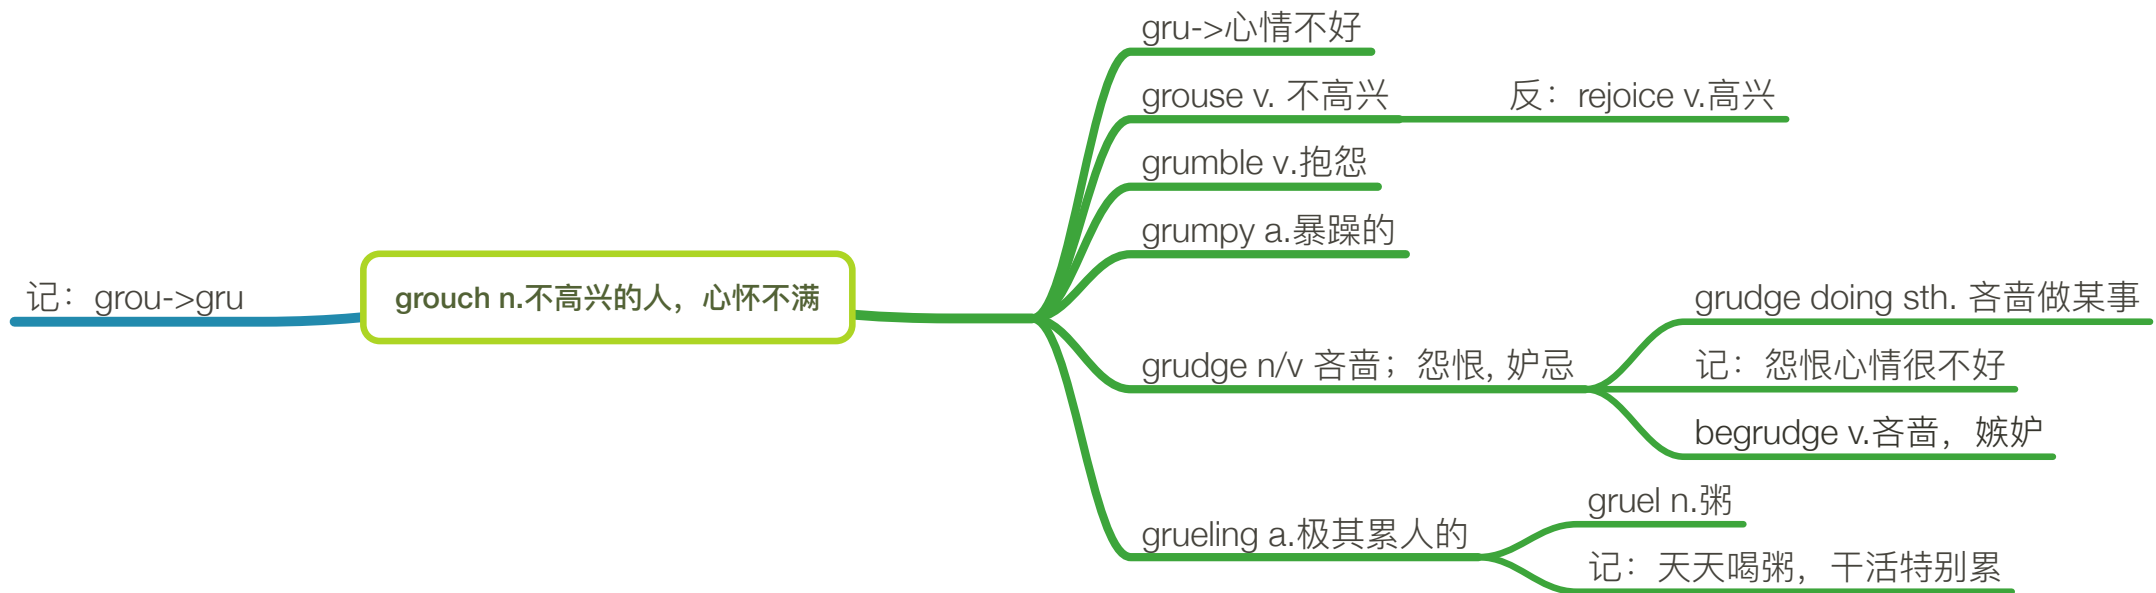 记：grou->gru
grouch n.不高兴的人，心怀不满
gru->心情不好
grouse v. 不高兴
反：rejoice v.高兴
grumble v.抱怨
grumpy a.暴躁的
grudge n/v 吝啬；怨恨, 妒忌
grudge doing sth. 吝啬做某事
记：怨恨心情很不好
begrudge v.吝啬，嫉妒
grueling a.极其累人的
gruel n.粥
记：天天喝粥，干活特别累